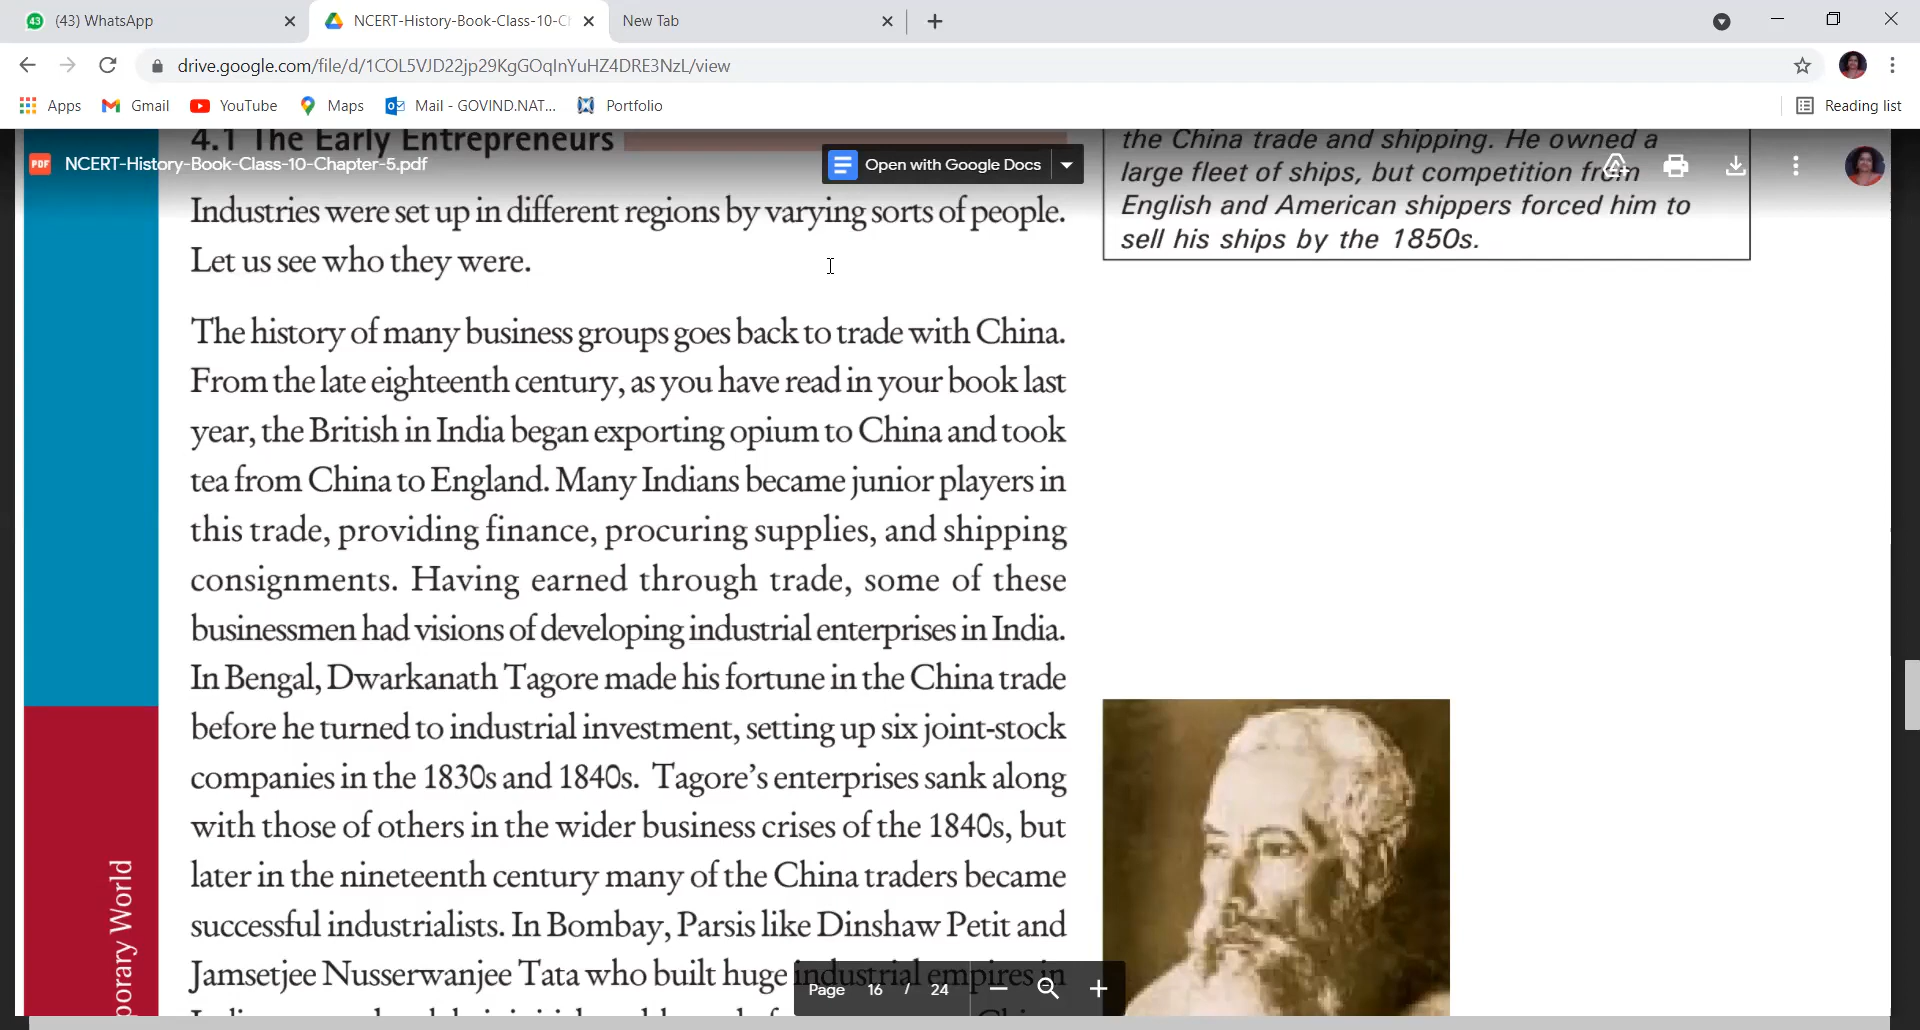 43
(43) WhatsApp
NCERT-History-Book-Class-10-C
New Tab
drive.google.com/file/d/1COL5VJD22jp29KgGOqInYuHZ4DRE3NzL/view
Apps
Gmail
YouTube
Maps
Mail - GOVIND.NAT...
Portfolio
Reading list
4.1 The Early Entrepreneurs
PDF
NCERT-History-Book-Class-10-Chapter-5.pdf
Open with Google Docs
Industries were set up in different regions by varying sorts of people.
Let us see who they were.
The history of many business groups goes back to trade with China.
From the late eighteenth century, as you have read in your book last
year, the British in India began exporting opium to China and took
tea from China to England. Many Indians became junior players in
this trade, providing finance, procuring supplies, and shipping
consignments. Having earned through trade, some of these
businessmen had visions of developing industrial enterprises in India.
In Bengal, Dwarkanath Tagore made his fortune in the China trade
before he turned to industrial investment, setting up six joint-stock
companies in the 1830s and 1840s. Tagore's enterprises sank along
with those of others in the wider business crises of the 1840s, but
later in the nineteenth century many of the China traders became
successful industrialists. In Bombay, Parsis like Dinshaw Petit and
Jamsetjee Nusserwanjee Tata who built huge industrial empires in
the China trade and shipping. He owned a
large fleet of ships, but competition from
English and American shippers forced him to
sell his ships by the 1850s.
porary World
Page 16 / 24